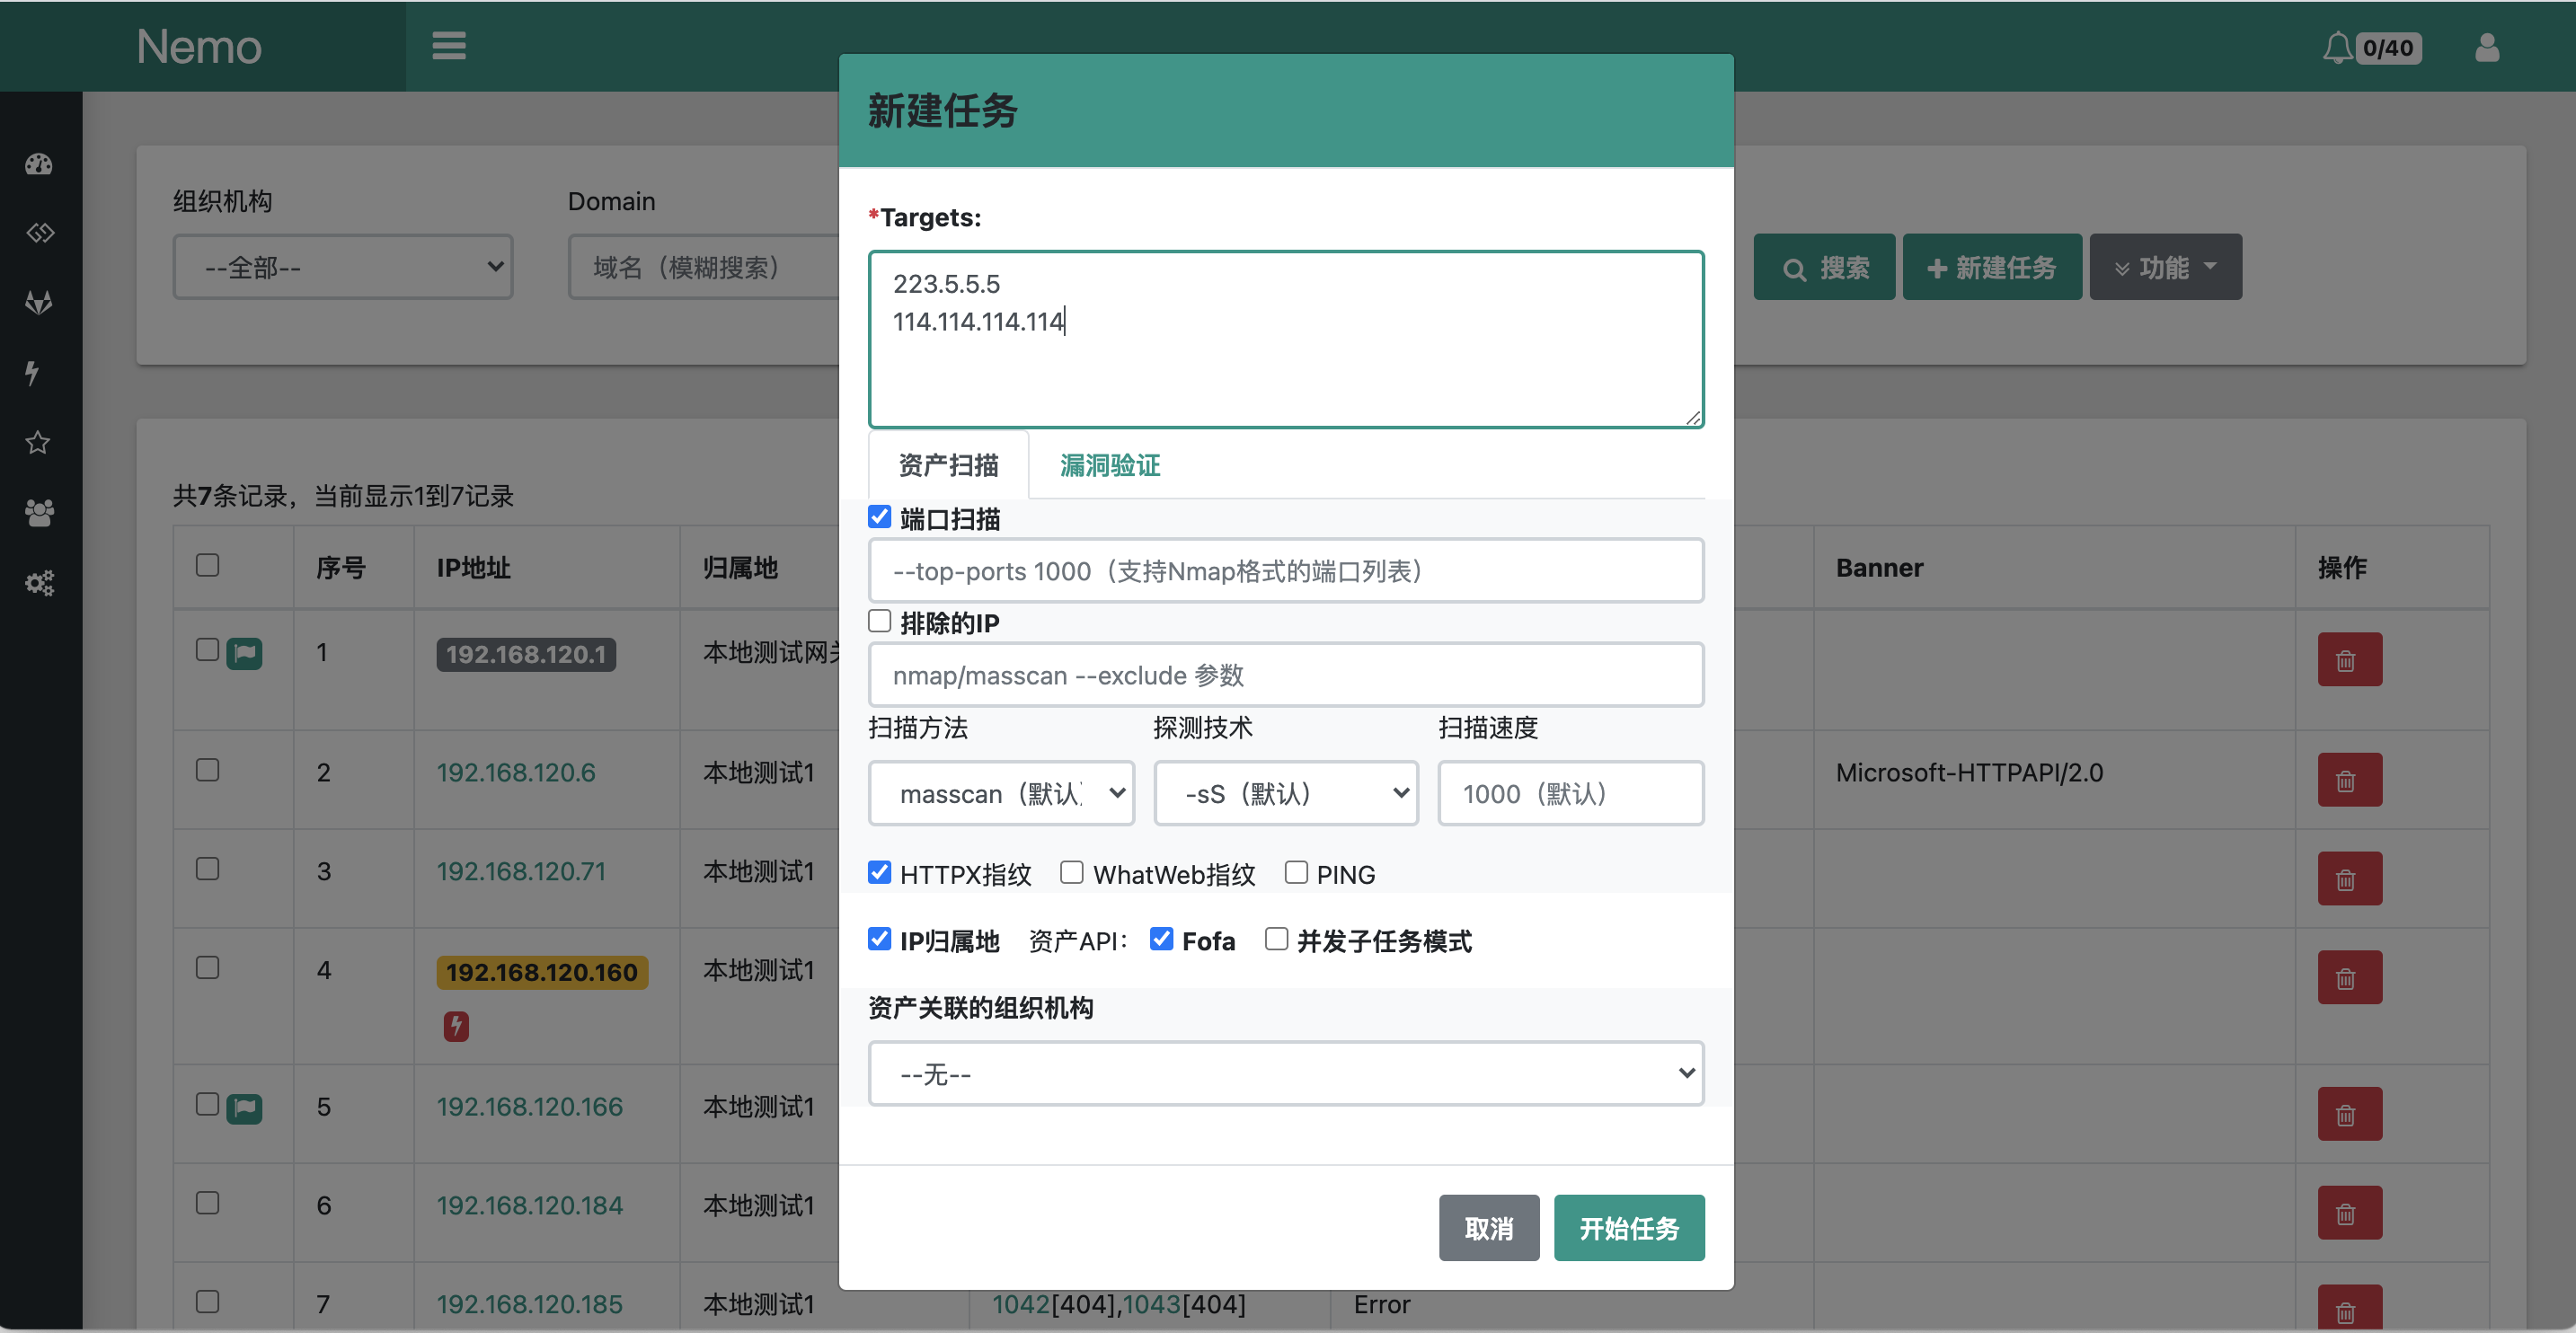 Nemo
0/40
组织机构
Domain
--全部--
域名（模糊搜索）
搜索
新建任务
功能
共7条记录，当前显示1到7记录
序号 IP地址 归属地 Banner 操作
1 192.168.120.1 本地测试网关
2 192.168.120.6 本地测试1 Microsoft-HTTPAPI/2.0
3 192.168.120.71 本地测试1
4 192.168.120.160 本地测试1
5 192.168.120.166 本地测试1
6 192.168.120.184 本地测试1
7 192.168.120.185 本地测试1 1042[404],1043[404] Error
新建任务
*Targets:
223.5.5.5
114.114.114.114
资产扫描 漏洞验证
端口扫描
--top-ports 1000（支持Nmap格式的端口列表）
排除的IP
nmap/masscan --exclude 参数
扫描方法 探测技术 扫描速度
masscan（默认） -sS（默认） 1000（默认）
HTTPX指纹 WhatWeb指纹 PING
IP归属地 资产API： Fofa 并发子任务模式
资产关联的组织机构
--无--
取消 开始任务